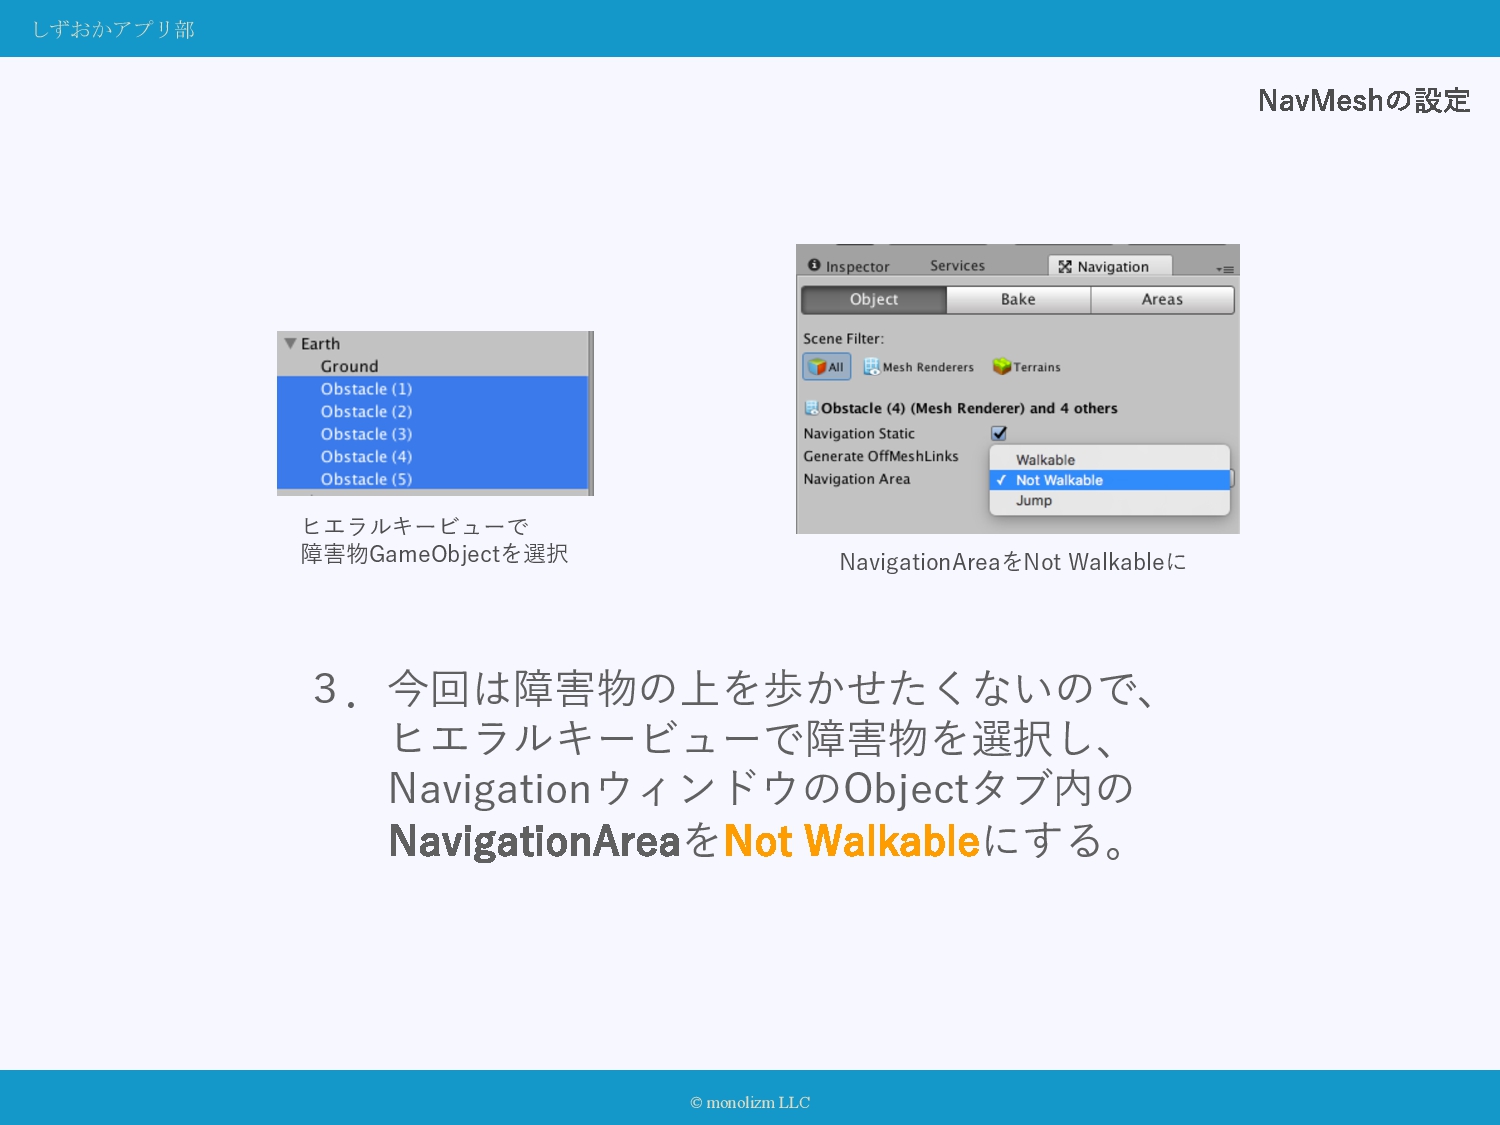 しずおかアプリ部
NavMeshの設定
Earth
Ground
Obstacle (1)
Obstacle (2)
Obstacle (3)
Obstacle (4)
Obstacle (5)
ヒエラルキービューで
障害物GameObjectを選択
Inspector Services Navigation
Object Bake Areas
Scene Filter:
All Mesh Renderers Terrains
Obstacle (4) (Mesh Renderer) and 4 others
Navigation Static
Generate OffMeshLinks
Navigation Area
Walkable
✓ Not Walkable
Jump
NavigationAreaをNot Walkableに
３．今回は障害物の上を歩かせたくないので、
ヒエラルキービューで障害物を選択し、
NavigationウィンドウのObjectタブ内の
NavigationAreaをNot Walkableにする。
© monolizm LLC